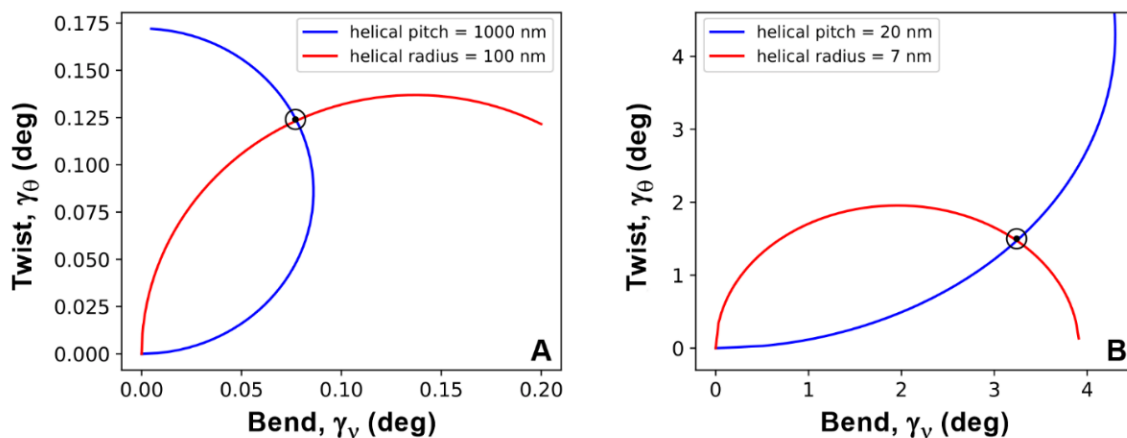 helical pitch = 1000 nm
helical radius = 100 nm
0.175
0.150
0.125
0.100
0.075
0.050
0.025
0.000
Twist, γθ (deg)
0.00 0.05 0.10 0.15 0.20
Bend, γν (deg)
A
helical pitch = 20 nm
helical radius = 7 nm
4
3
2
1
0
Twist, γθ (deg)
0 1 2 3 4
Bend, γν (deg)
B